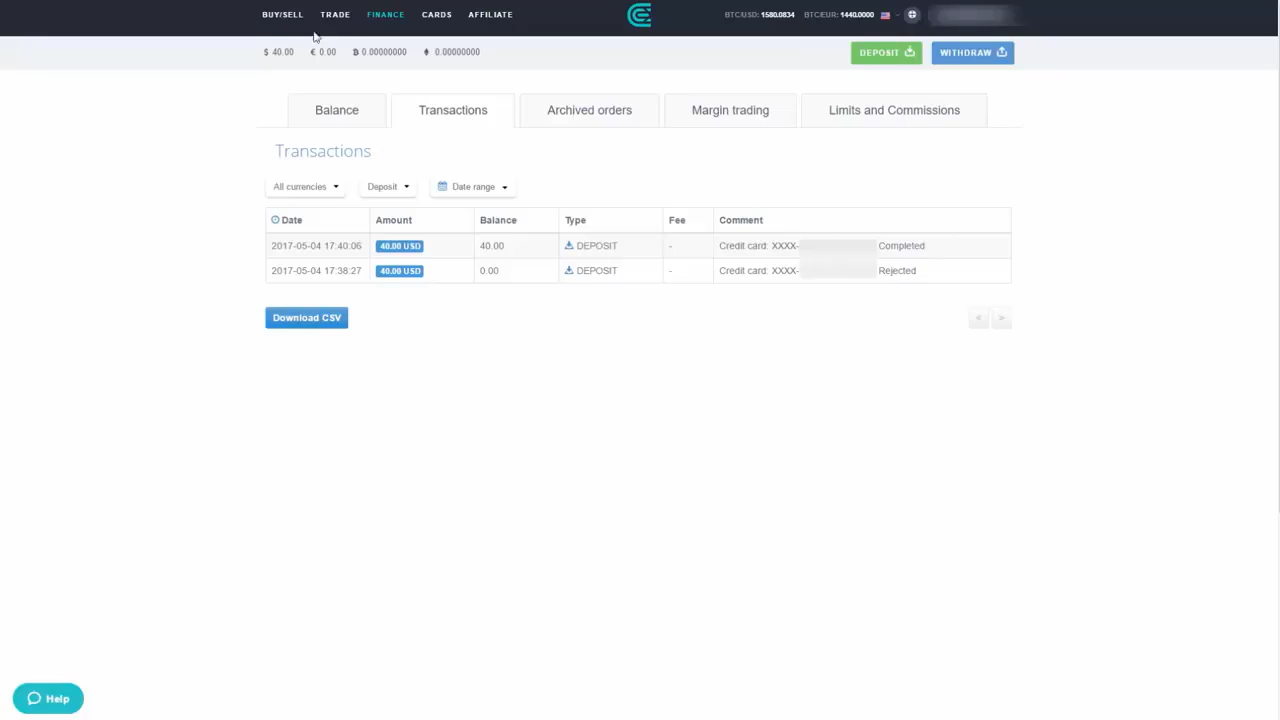 BUY/SELL TRADE FINANCE CARDS AFFILIATE BTC/USD: 1580.0834 BTC/EUR: 1440.0000
$ 40.00 € 0.00 0.00000000 0.00000000 DEPOSIT WITHDRAW
Balance Transactions Archived orders Margin trading Limits and Commissions
Transactions
All currencies Deposit Date range
Date Amount Balance Type Fee Comment
2017-05-04 17:40:06 40.00 USD 40.00 DEPOSIT - Credit card: XXXX- Completed
2017-05-04 17:38:27 40.00 USD 0.00 DEPOSIT - Credit card: XXXX- Rejected
Download CSV « »
Help